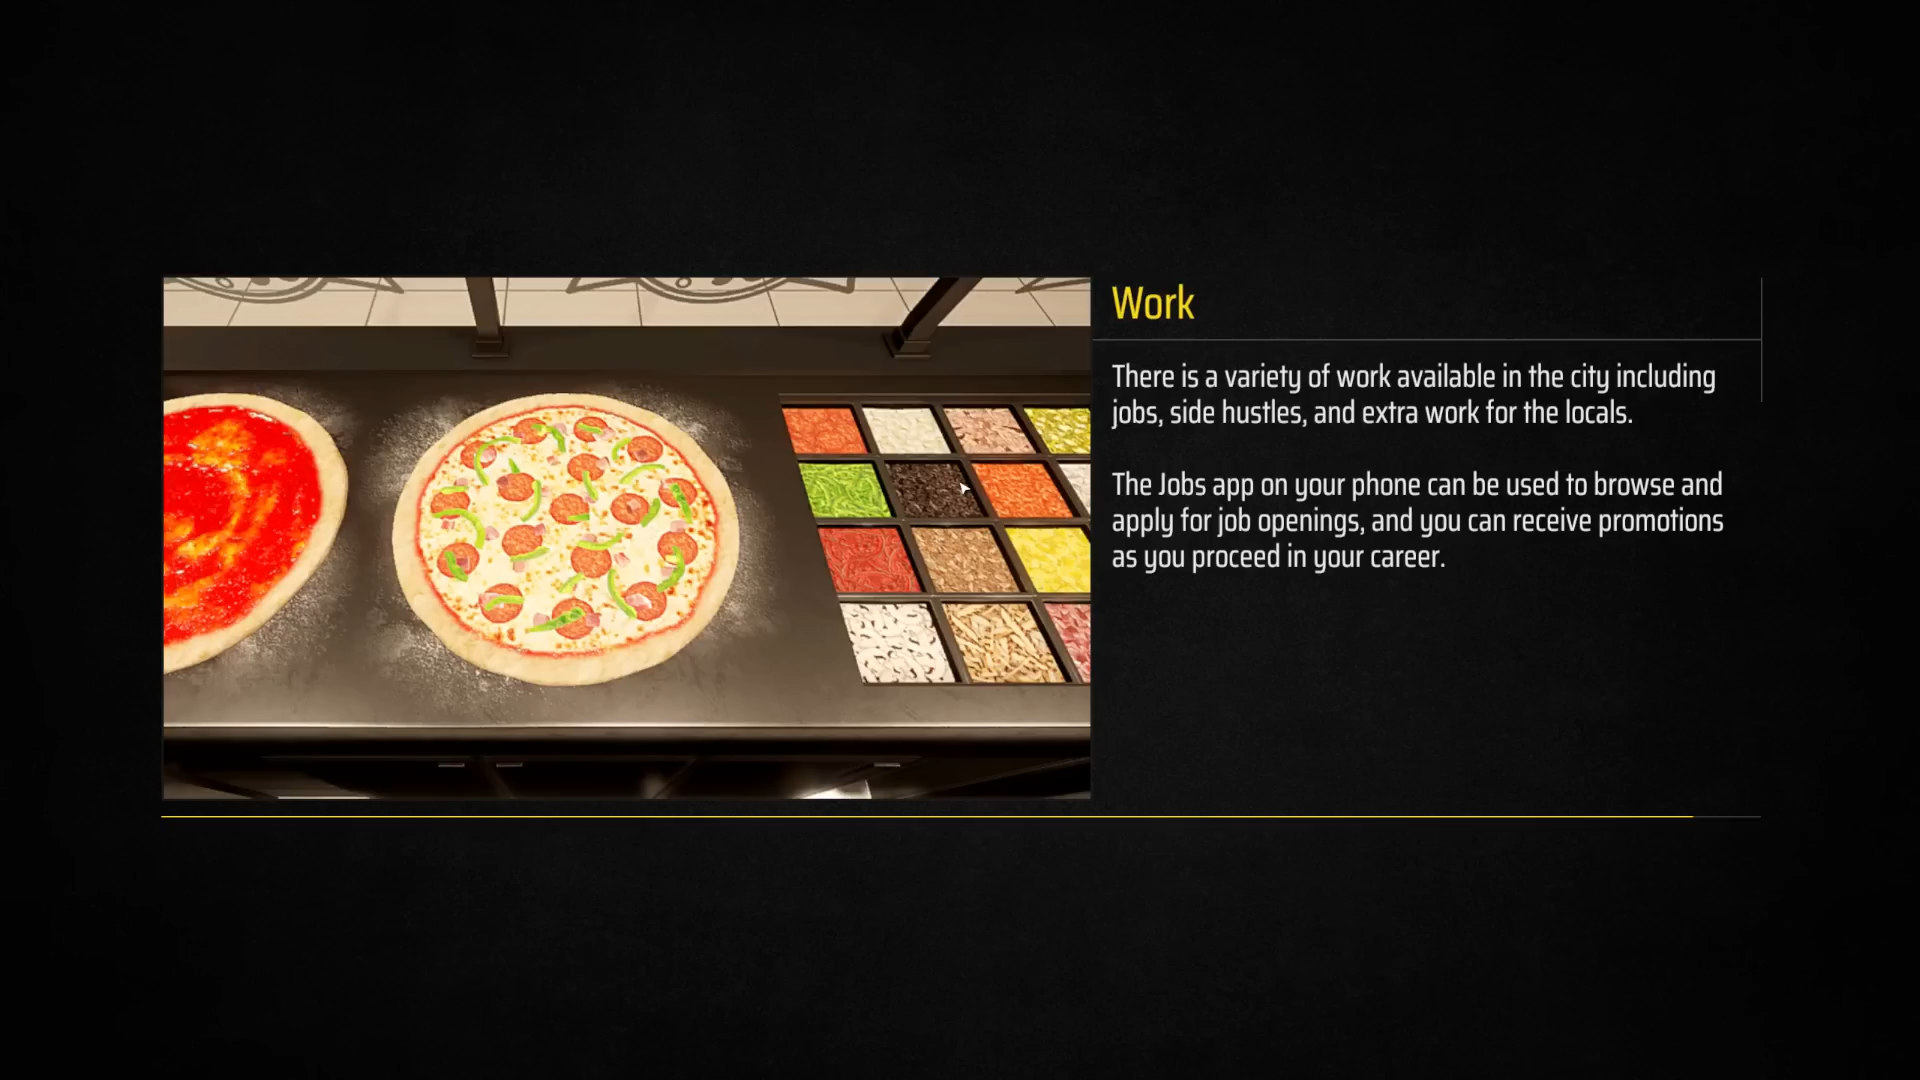 Work
There is a variety of work available in the city including
jobs, side hustles, and extra work for the locals.
The Jobs app on your phone can be used to browse and
apply for job openings, and you can receive promotions
as you proceed in your career.